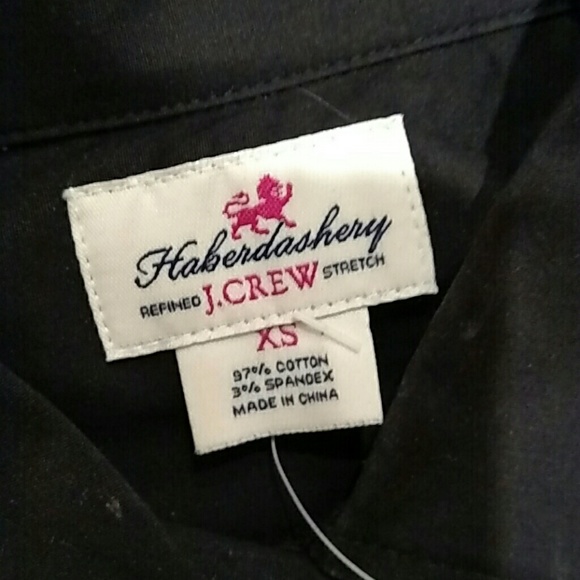 Haberdashery
REFINED J.CREW STRETCH
XS
97% COTTON
3% SPANDEX
MADE IN CHINA